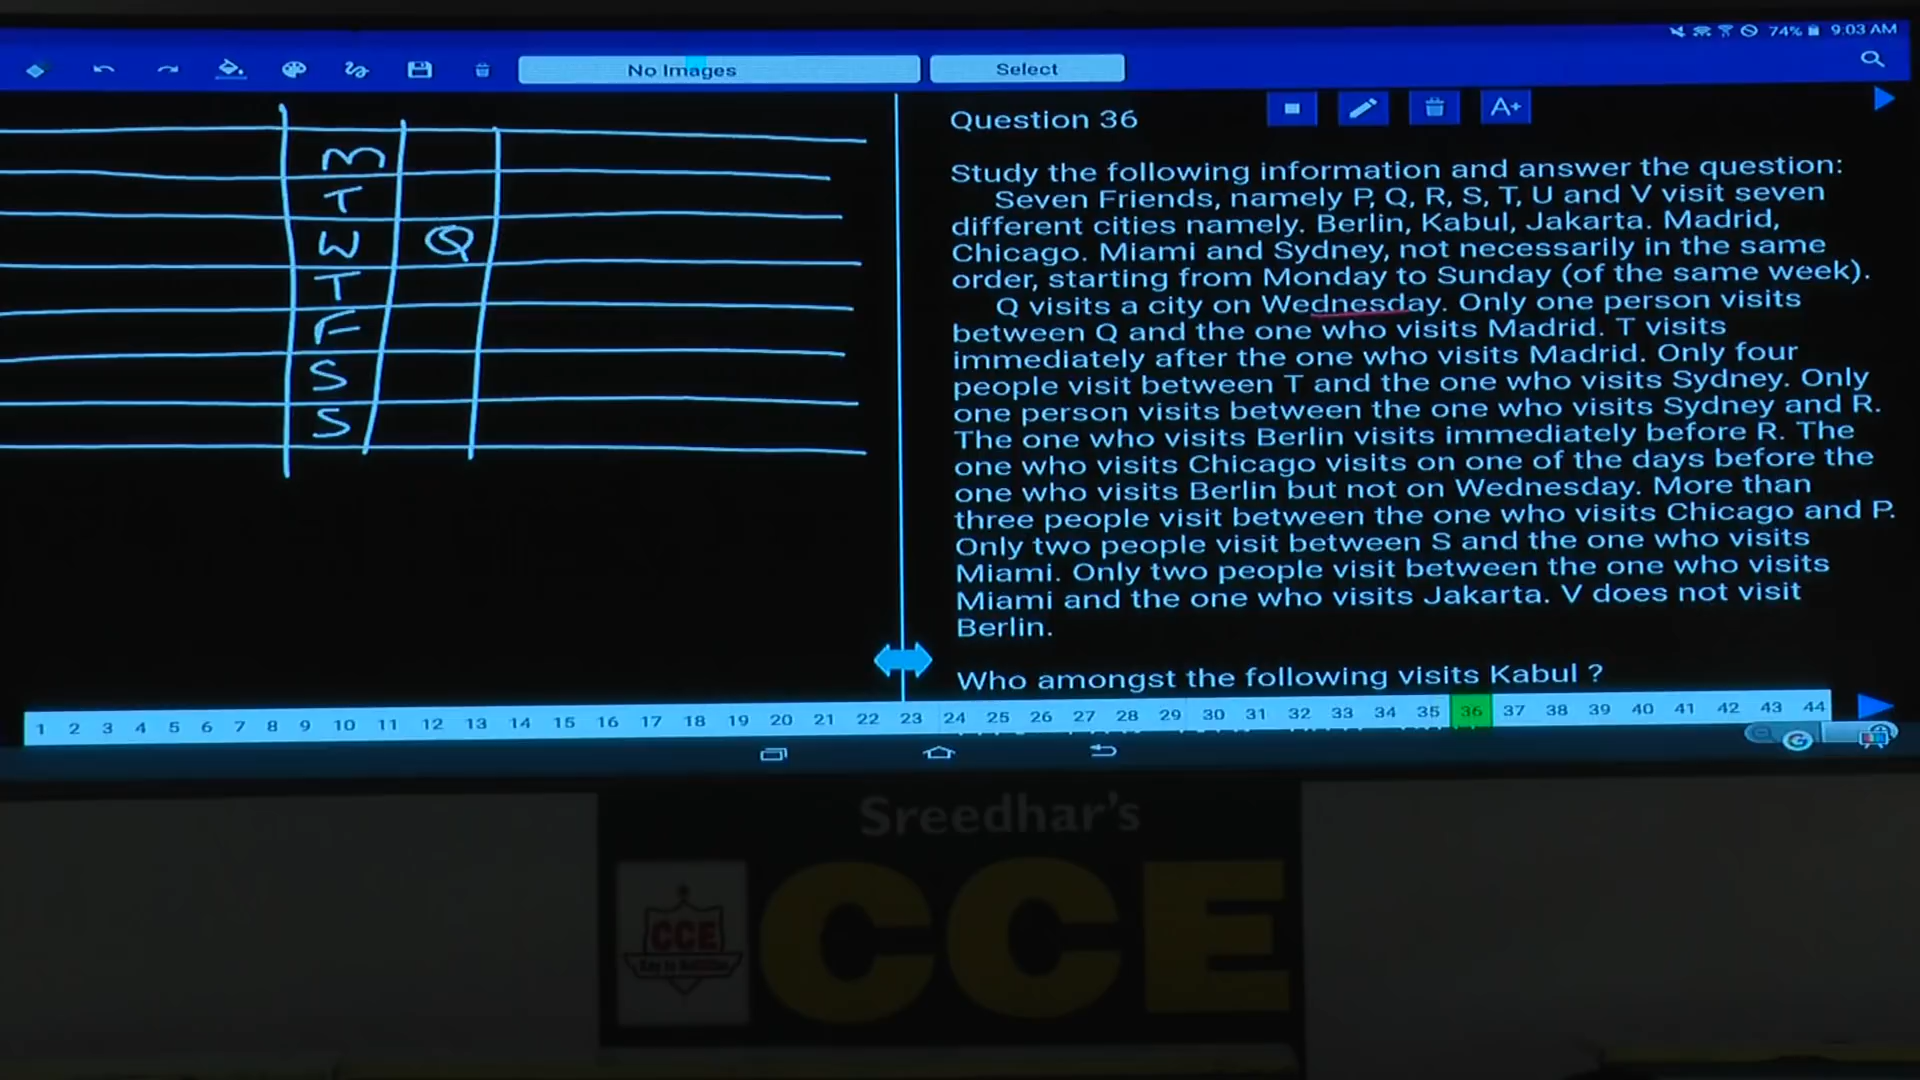 74% 9:03 AM
No Images Select
Question 36 A+
Study the following information and answer the question:
Seven Friends, namely P, Q, R, S, T, U and V visit seven
different cities namely. Berlin, Kabul, Jakarta. Madrid,
Chicago. Miami and Sydney, not necessarily in the same
order, starting from Monday to Sunday (of the same week).
Q visits a city on Wednesday. Only one person visits
between Q and the one who visits Madrid. T visits
immediately after the one who visits Madrid. Only four
people visit between T and the one who visits Sydney. Only
one person visits between the one who visits Sydney and R.
The one who visits Berlin visits immediately before R. The
one who visits Chicago visits on one of the days before the
one who visits Berlin but not on Wednesday. More than
three people visit between the one who visits Chicago and P.
Only two people visit between S and the one who visits
Miami. Only two people visit between the one who visits
Miami and the one who visits Jakarta. V does not visit
Berlin.
Who amongst the following visits Kabul ?
M
T
W Q
T
F
S
S
1 2 3 4 5 6 7 8 9 10 11 12 13 14 15 16 17 18 19 20 21 22 23 24 25 26 27 28 29 30 31 32 33 34 35 36 37 38 39 40 41 42 43 44
Sreedhar's
CCE
CCE